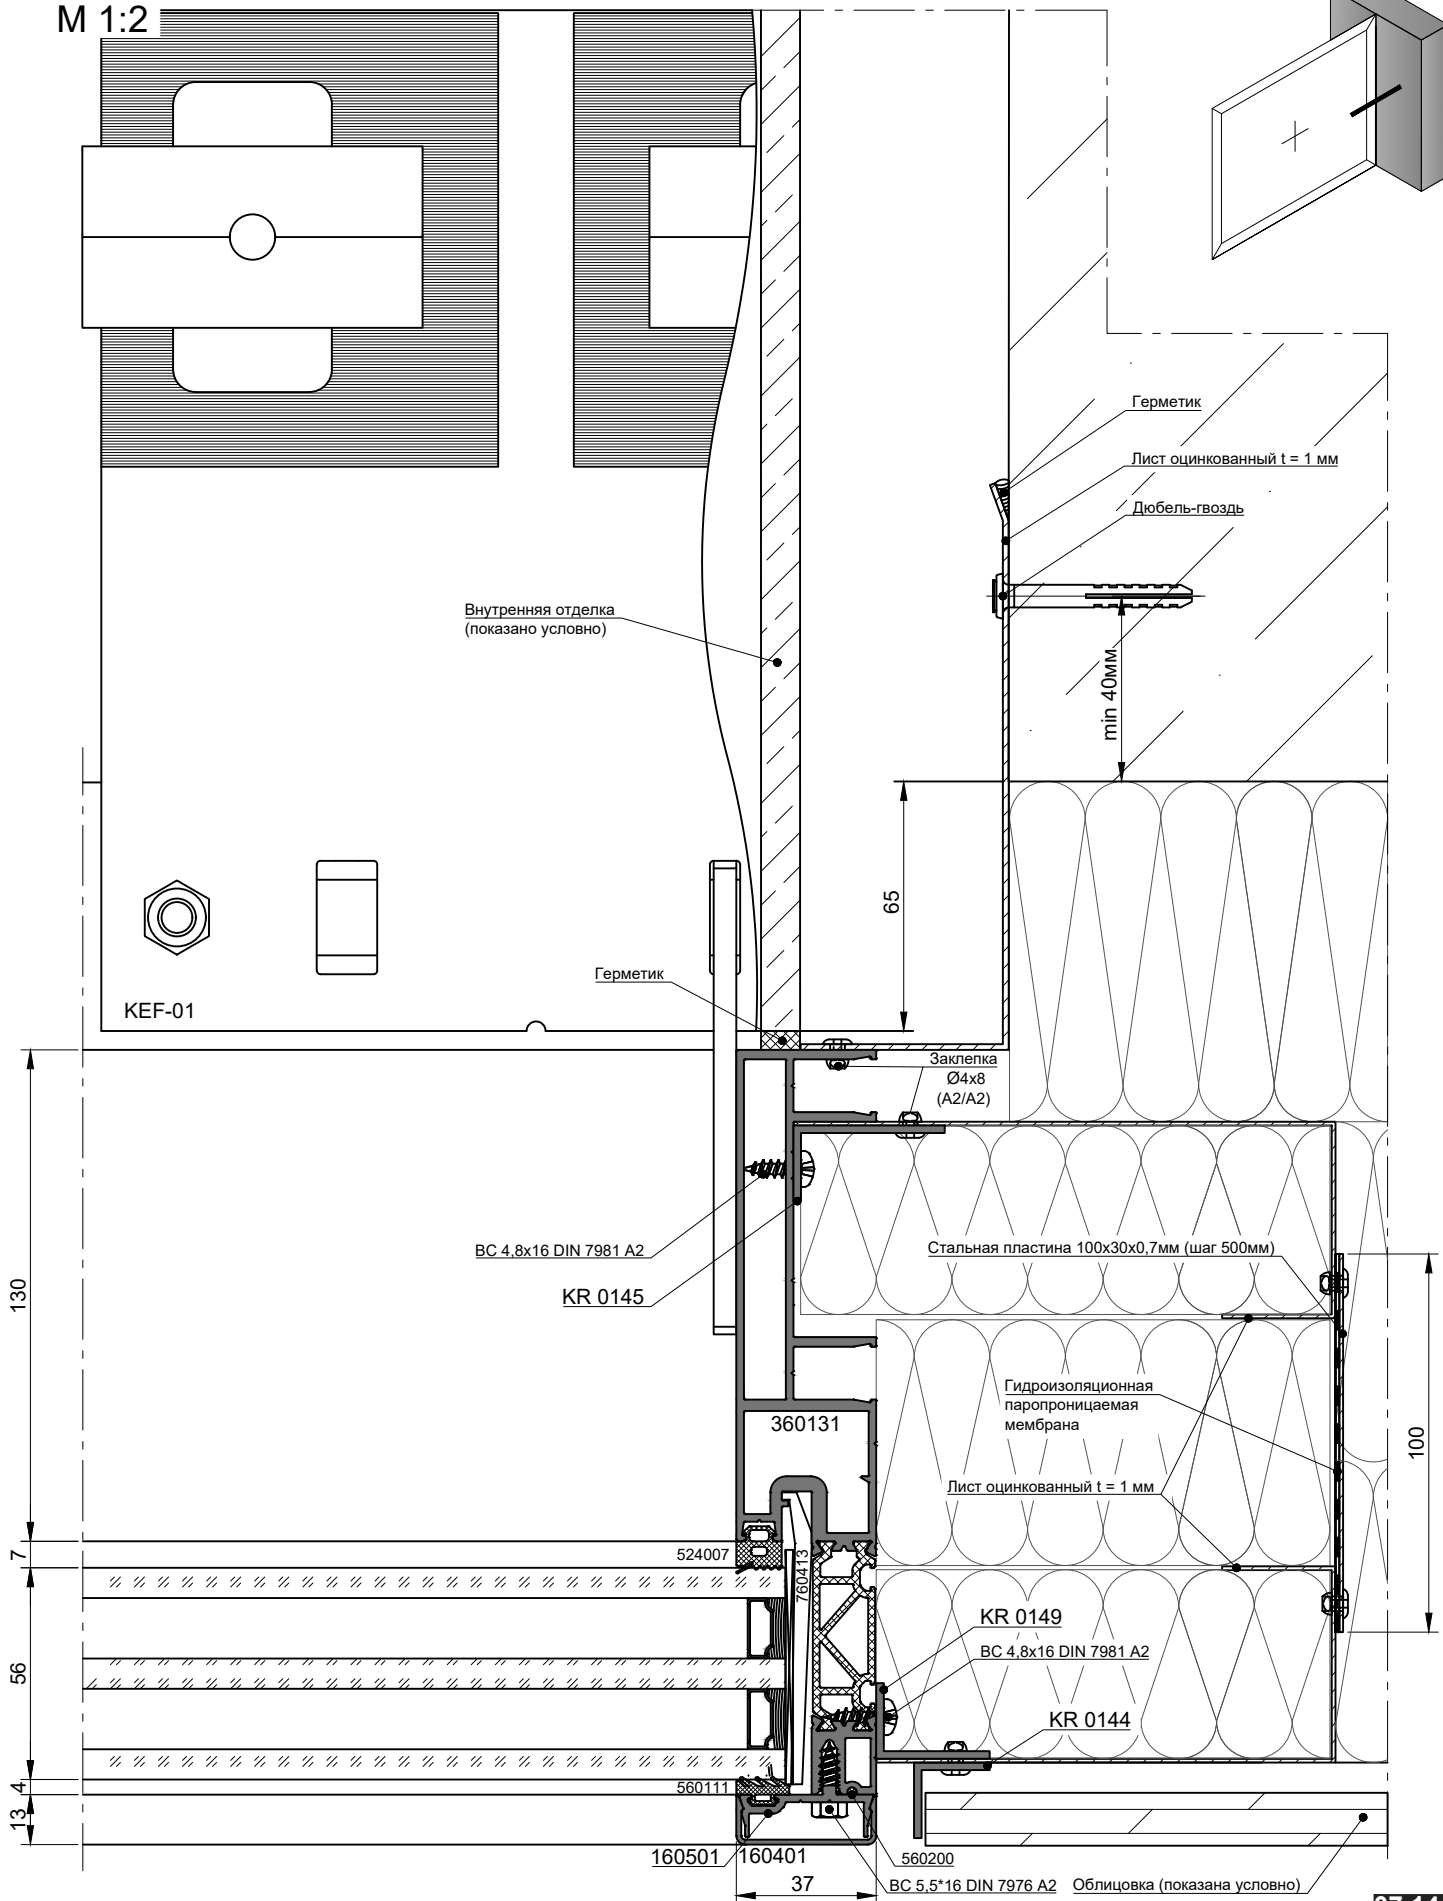 М 1:2
Герметик
Лист оцинкованный t = 1 мм
Дюбель-гвоздь
Внутренняя отделка
(показано условно)
min 40мм
65
KEF-01
Герметик
Заклепка
Ø4x8
(A2/A2)
BC 4,8x16 DIN 7981 A2
Стальная пластина 100x30x0,7мм (шаг 500мм)
KR 0145
130
360131
Гидроизоляционная
паропроницаемая
мембрана
100
Лист оцинкованный t = 1 мм
7
524007
760413
KR 0149
BC 4,8x16 DIN 7981 A2
56
KR 0144
4
560111
13
160501
160401
560200
37
BC 5,5*16 DIN 7976 A2
Облицовка (показана условно)